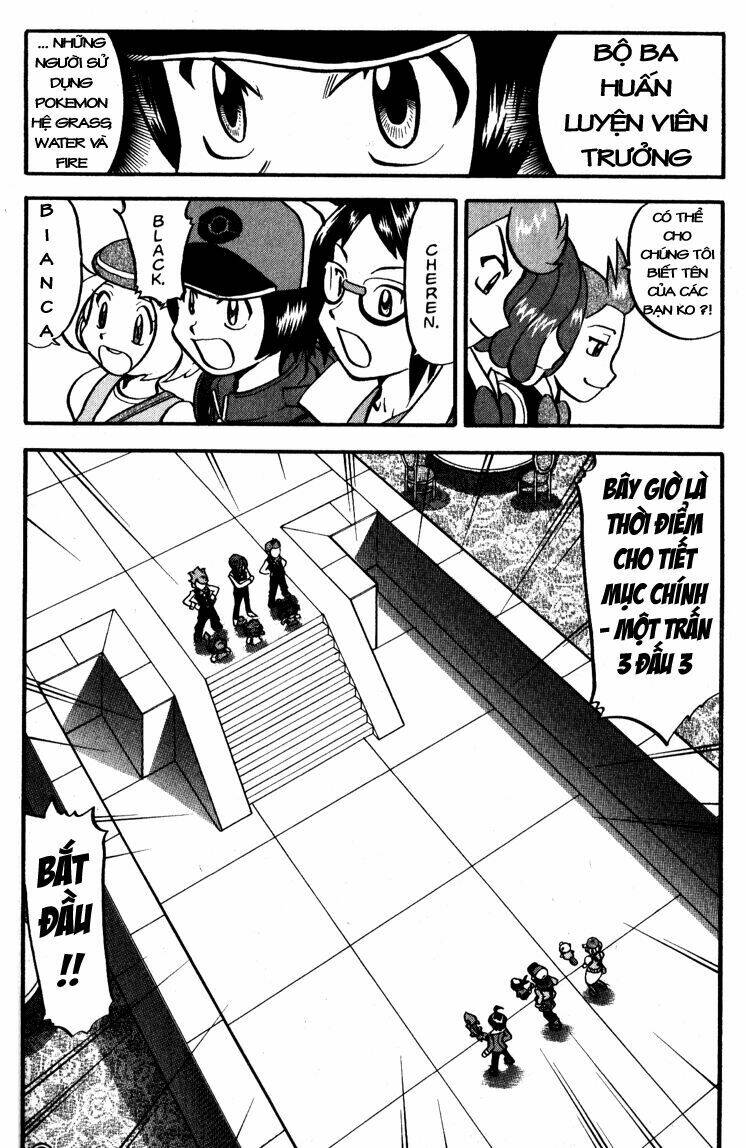 BỘ BA
HUẤN
LUYỆN VIÊN
TRƯỞNG
... NHỮNG
NGƯỜI SỬ
DỤNG
POKEMON
HỆ GRASS,
WATER VÀ
FIRE
CÓ THỂ
CHO
CHÚNG TÔI
BIẾT TÊN
CỦA CÁC
BẠN KO ?!
CHEREN.
BLACK.
BIANCA.
BÂY GIỜ LÀ
THỜI ĐIỂM
CHO TIẾT
MỤC CHÍNH
- MỘT TRẤN
3 ĐẤU 3
BẮT
ĐẦU
!!